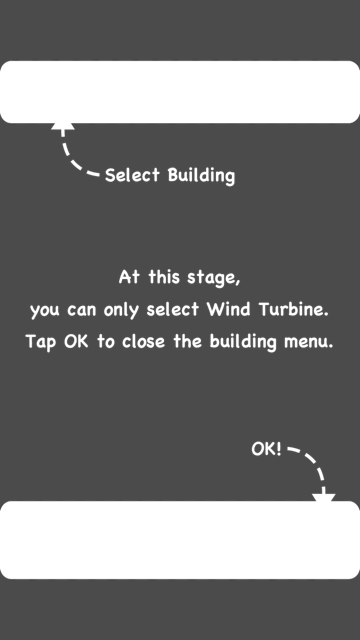 Select Building
At this stage,
you can only select Wind Turbine.
Tap OK to close the building menu.
OK!